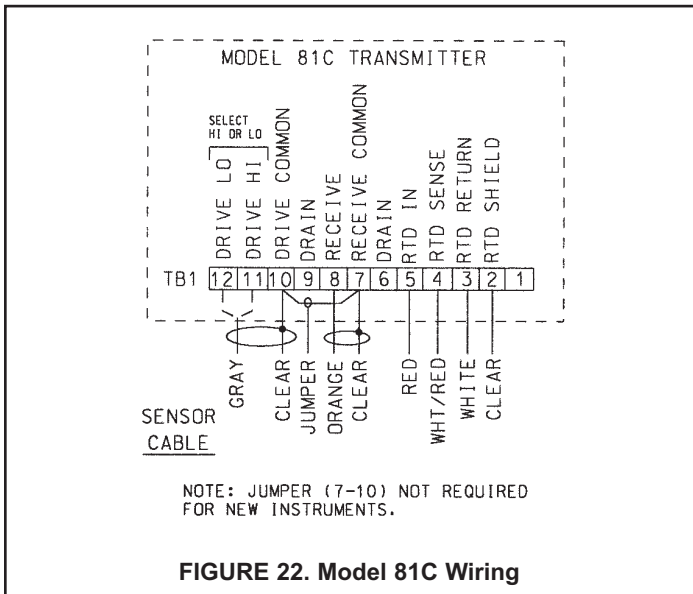 MODEL 81C TRANSMITTER
SELECT
HI OR LO
DRIVE LO
DRIVE HI
DRIVE COMMON
DRAIN
RECEIVE
RECEIVE COMMON
DRAIN
RTD IN
RTD SENSE
RTD RETURN
RTD SHIELD
TB1 12 11 10 9 8 7 6 5 4 3 2 1
GRAY
CLEAR
JUMPER
ORANGE
CLEAR
RED
WHT/RED
WHITE
CLEAR
SENSOR
CABLE
NOTE: JUMPER (7-10) NOT REQUIRED
FOR NEW INSTRUMENTS.
FIGURE 22. Model 81C Wiring